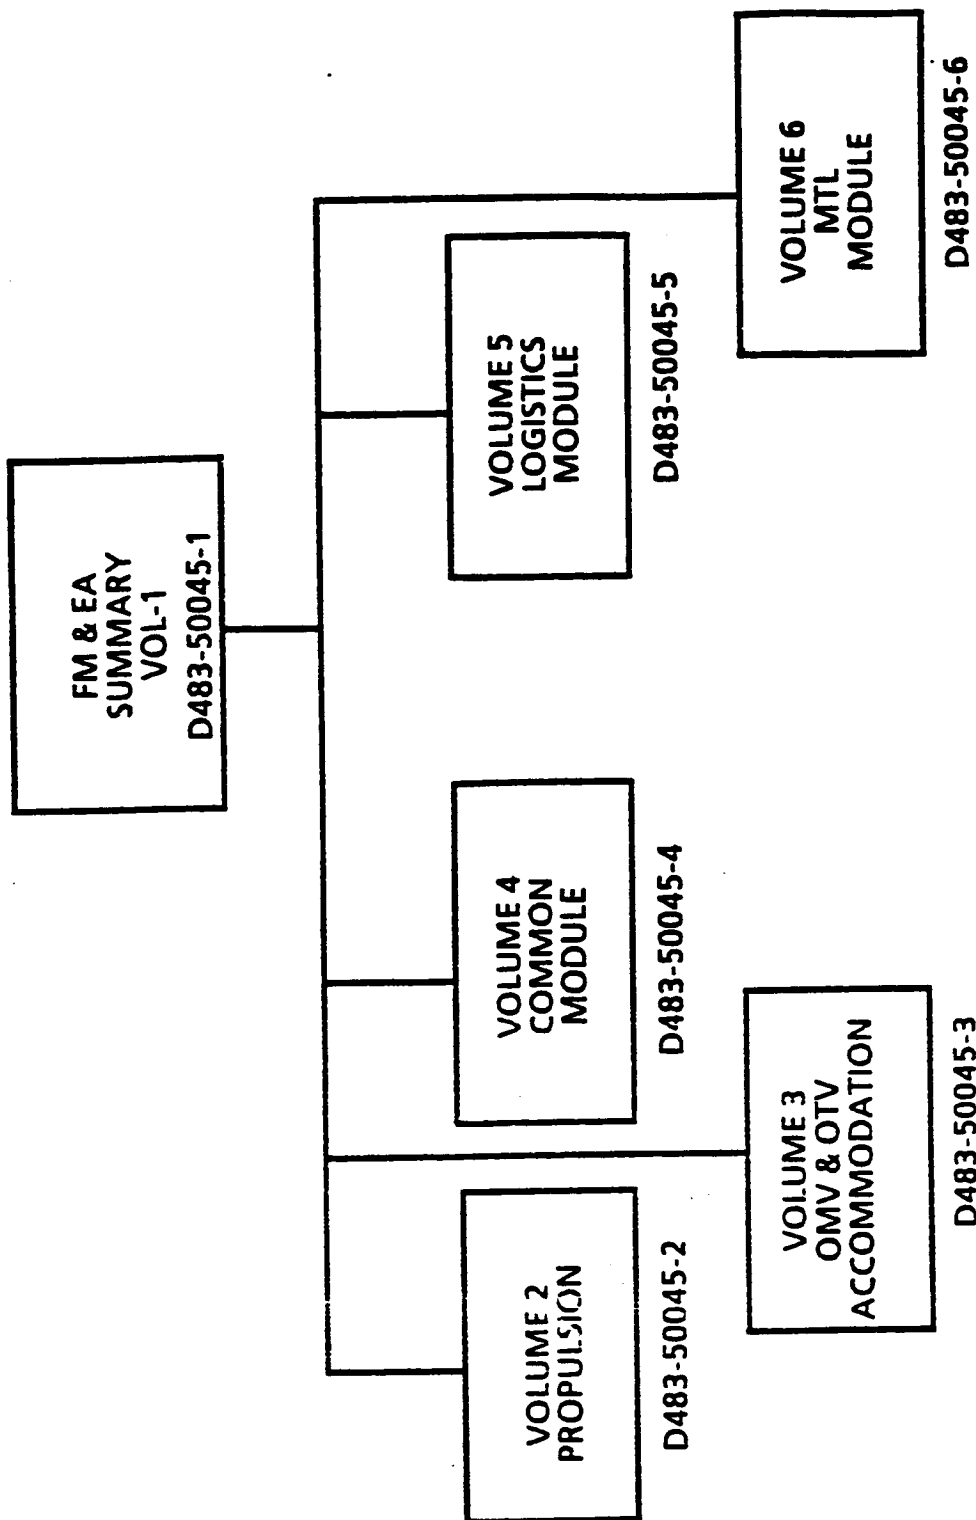 FM & EA
SUMMARY
VOL-1
D483-50045-1
VOLUME 2
PROPULSION
D483-50045-2
VOLUME 3
OMV & OTV
ACCOMMODATION
D483-50045-3
VOLUME 4
COMMON
MODULE
D483-50045-4
VOLUME 5
LOGISTICS
MODULE
D483-50045-5
VOLUME 6
MTL
MODULE
D483-50045-6